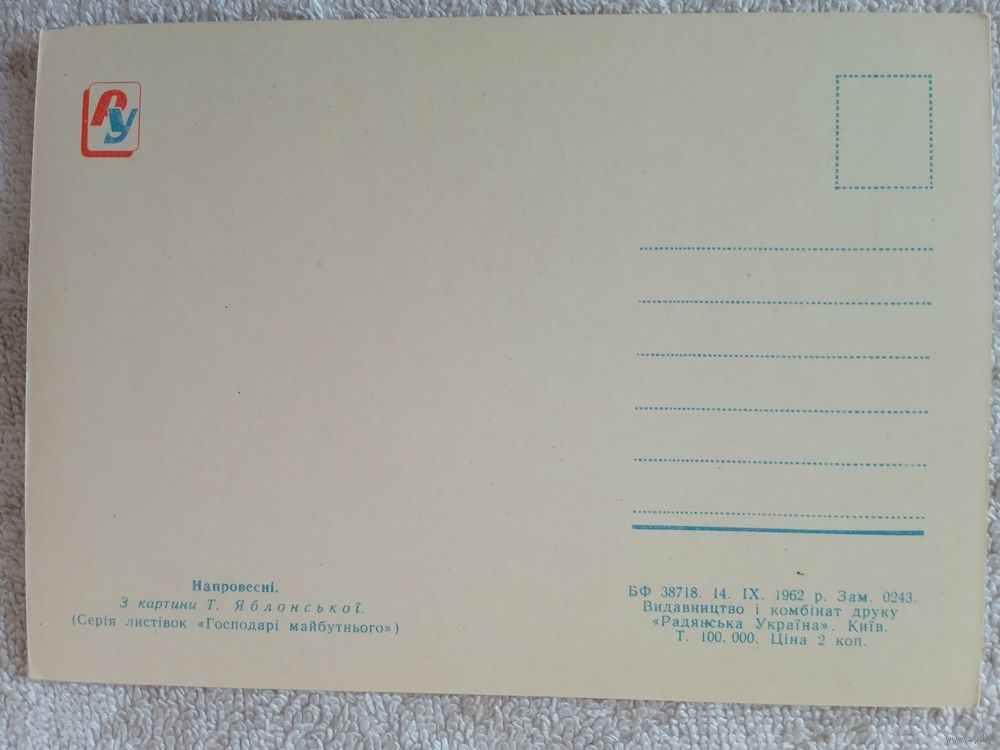 РУ
Напровесні.
З картини Т. Яблонської.
(Серія листівок «Господарі майбутнього»)
БФ 38718. 14. IX. 1962 р. Зам. 0243.
Видавництво і комбінат друку
«Радянська Україна». Київ.
Т. 100.000. Ціна 2 коп.